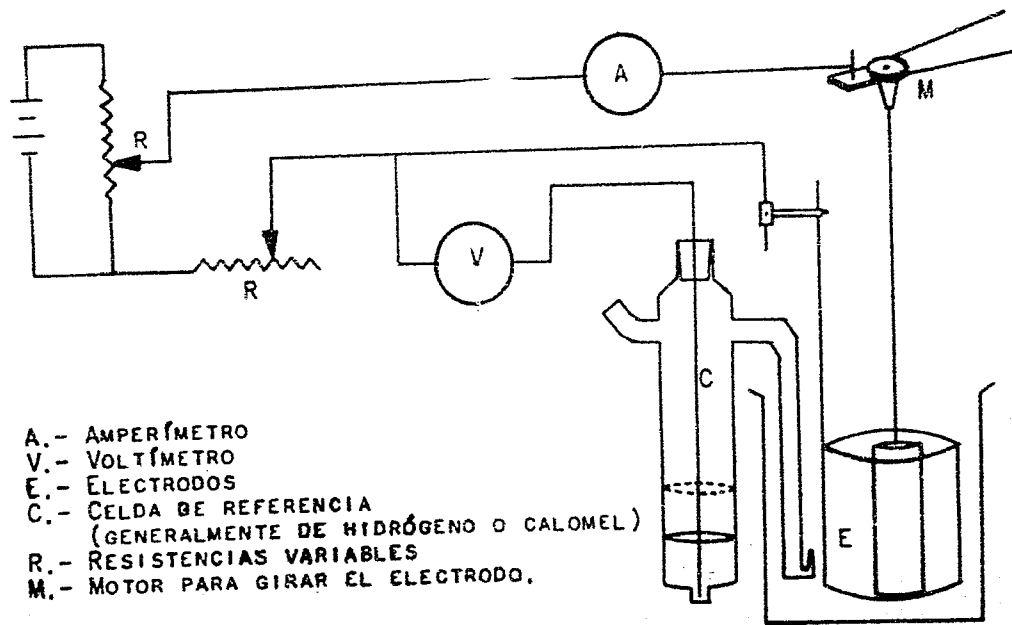 A
M
R
V
R
C
A.- AMPERÍMETRO
V.- VOLTÍMETRO
E.- ELECTRODOS
C.- CELDA DE REFERENCIA
(GENERALMENTE DE HIDRÓGENO O CALOMEL)
R.- RESISTENCIAS VARIABLES
M.- MOTOR PARA GIRAR EL ELECTRODO.
E